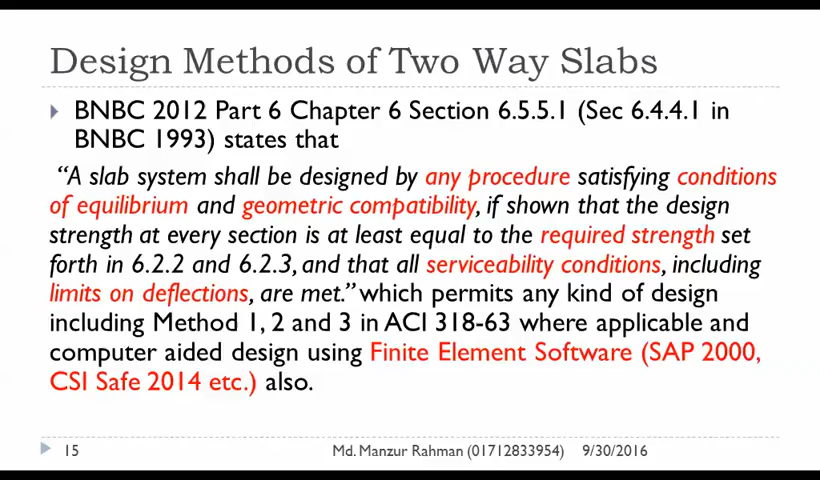 Design Methods of Two Way Slabs
BNBC 2012 Part 6 Chapter 6 Section 6.5.5.1 (Sec 6.4.4.1 in
BNBC 1993) states that
“A slab system shall be designed by any procedure satisfying conditions
of equilibrium and geometric compatibility, if shown that the design
strength at every section is at least equal to the required strength set
forth in 6.2.2 and 6.2.3, and that all serviceability conditions, including
limits on deflections, are met.” which permits any kind of design
including Method 1, 2 and 3 in ACI 318-63 where applicable and
computer aided design using Finite Element Software (SAP 2000,
CSI Safe 2014 etc.) also.
15 Md. Manzur Rahman (01712833954) 9/30/2016